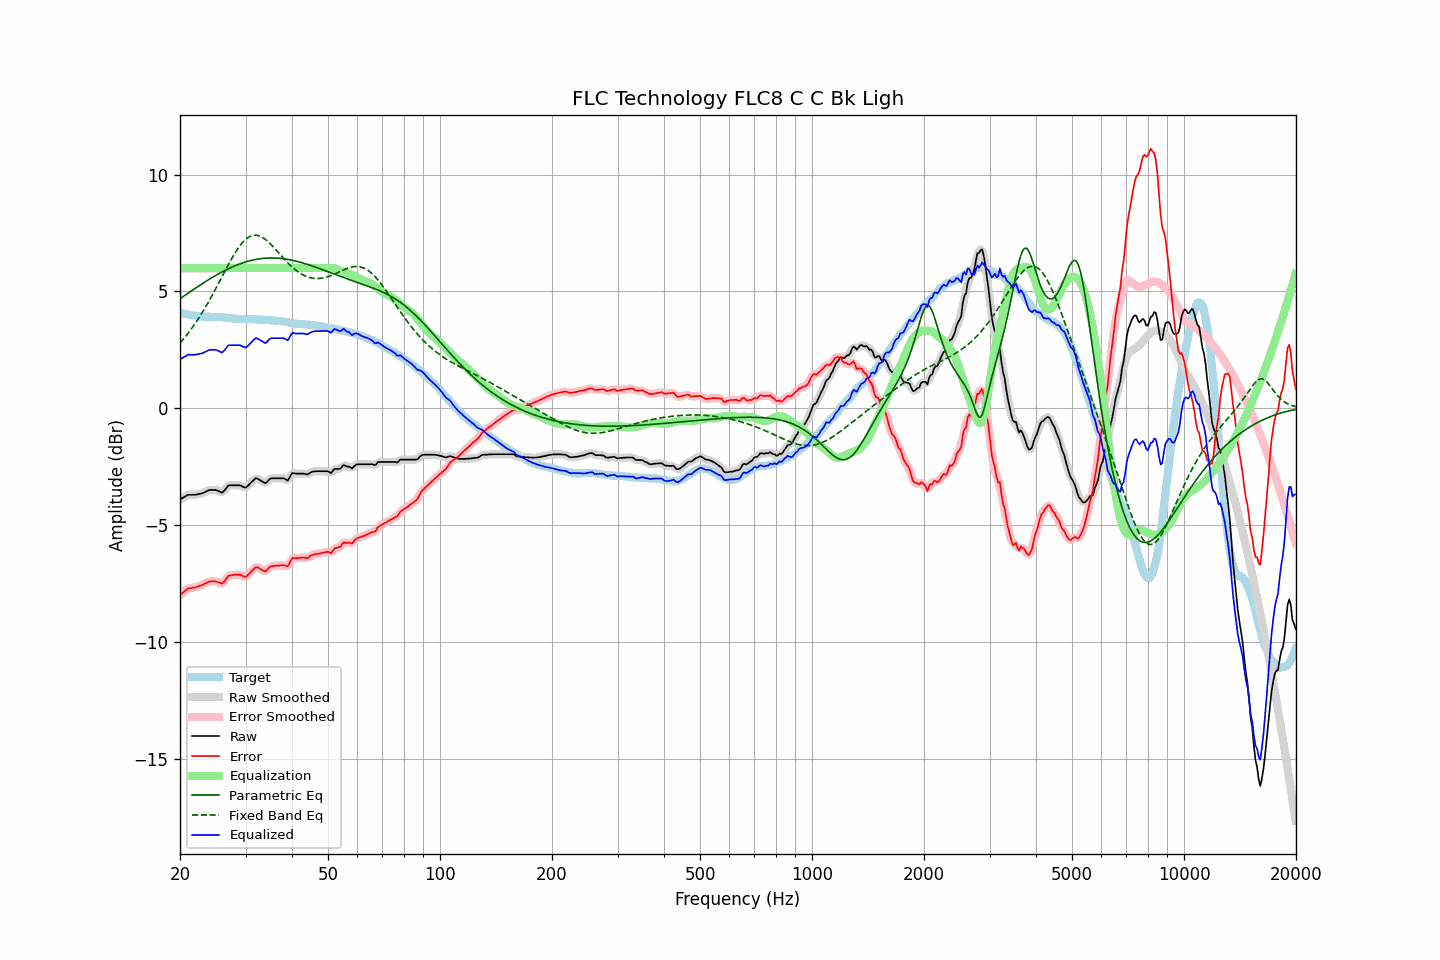 FLC Technology FLC8 C C Bk Ligh
Amplitude (dBr)
10
5
0
−5
−10
−15
Target
Raw Smoothed
Error Smoothed
Raw
Error
Equalization
Parametric Eq
Fixed Band Eq
Equalized
20 50 100 200 500 1000 2000 5000 10000 20000
Frequency (Hz)